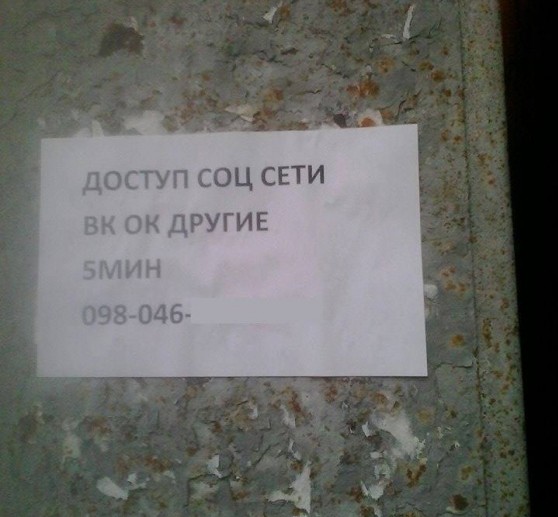 ДОСТУП СОЦ СЕТИ
ВК ОК ДРУГИЕ
5МИН
098-046-